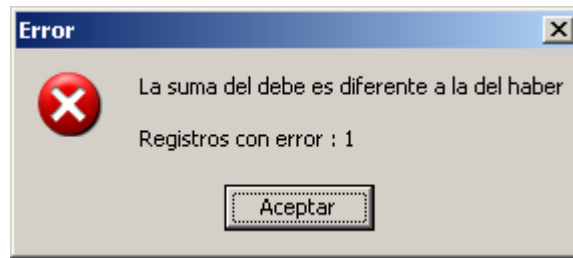 Error
La suma del debe es diferente a la del haber
Registros con error : 1
Aceptar